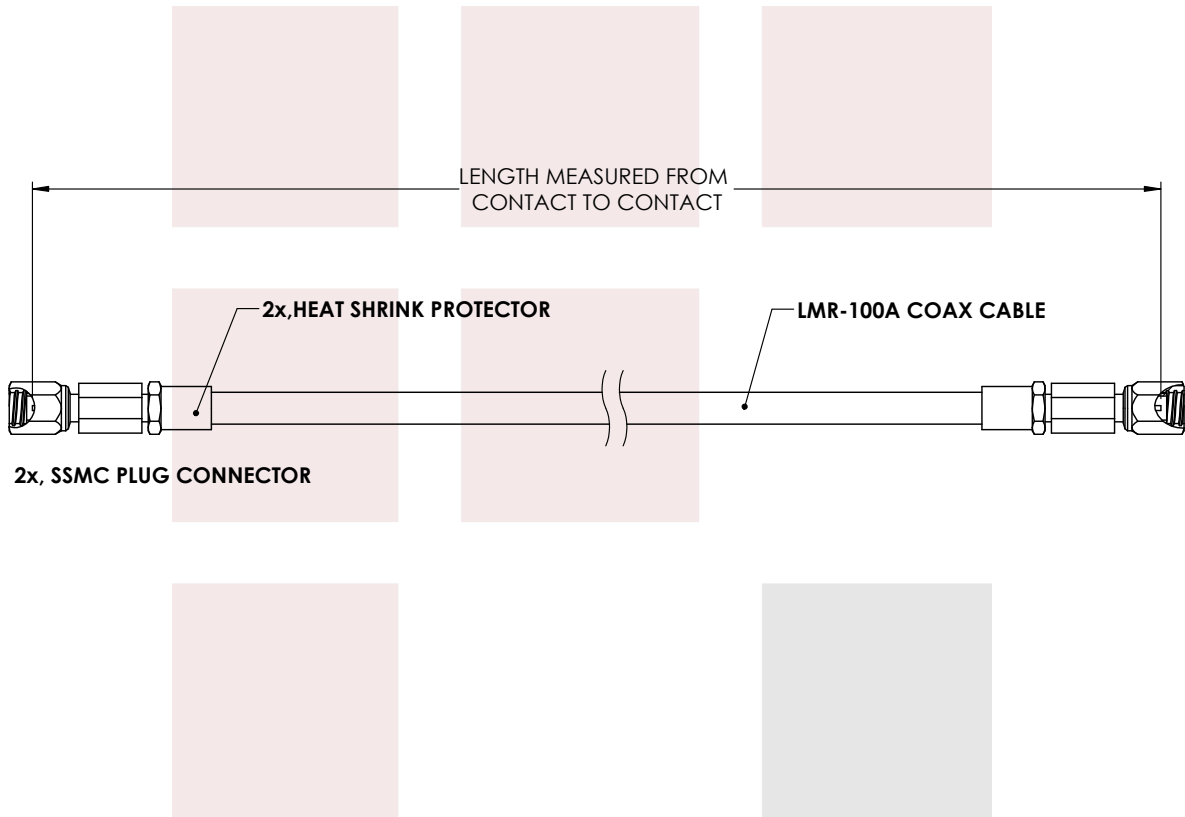 LENGTH MEASURED FROM
CONTACT TO CONTACT
2x,HEAT SHRINK PROTECTOR
LMR-100A COAX CABLE
2x, SSMC PLUG CONNECTOR